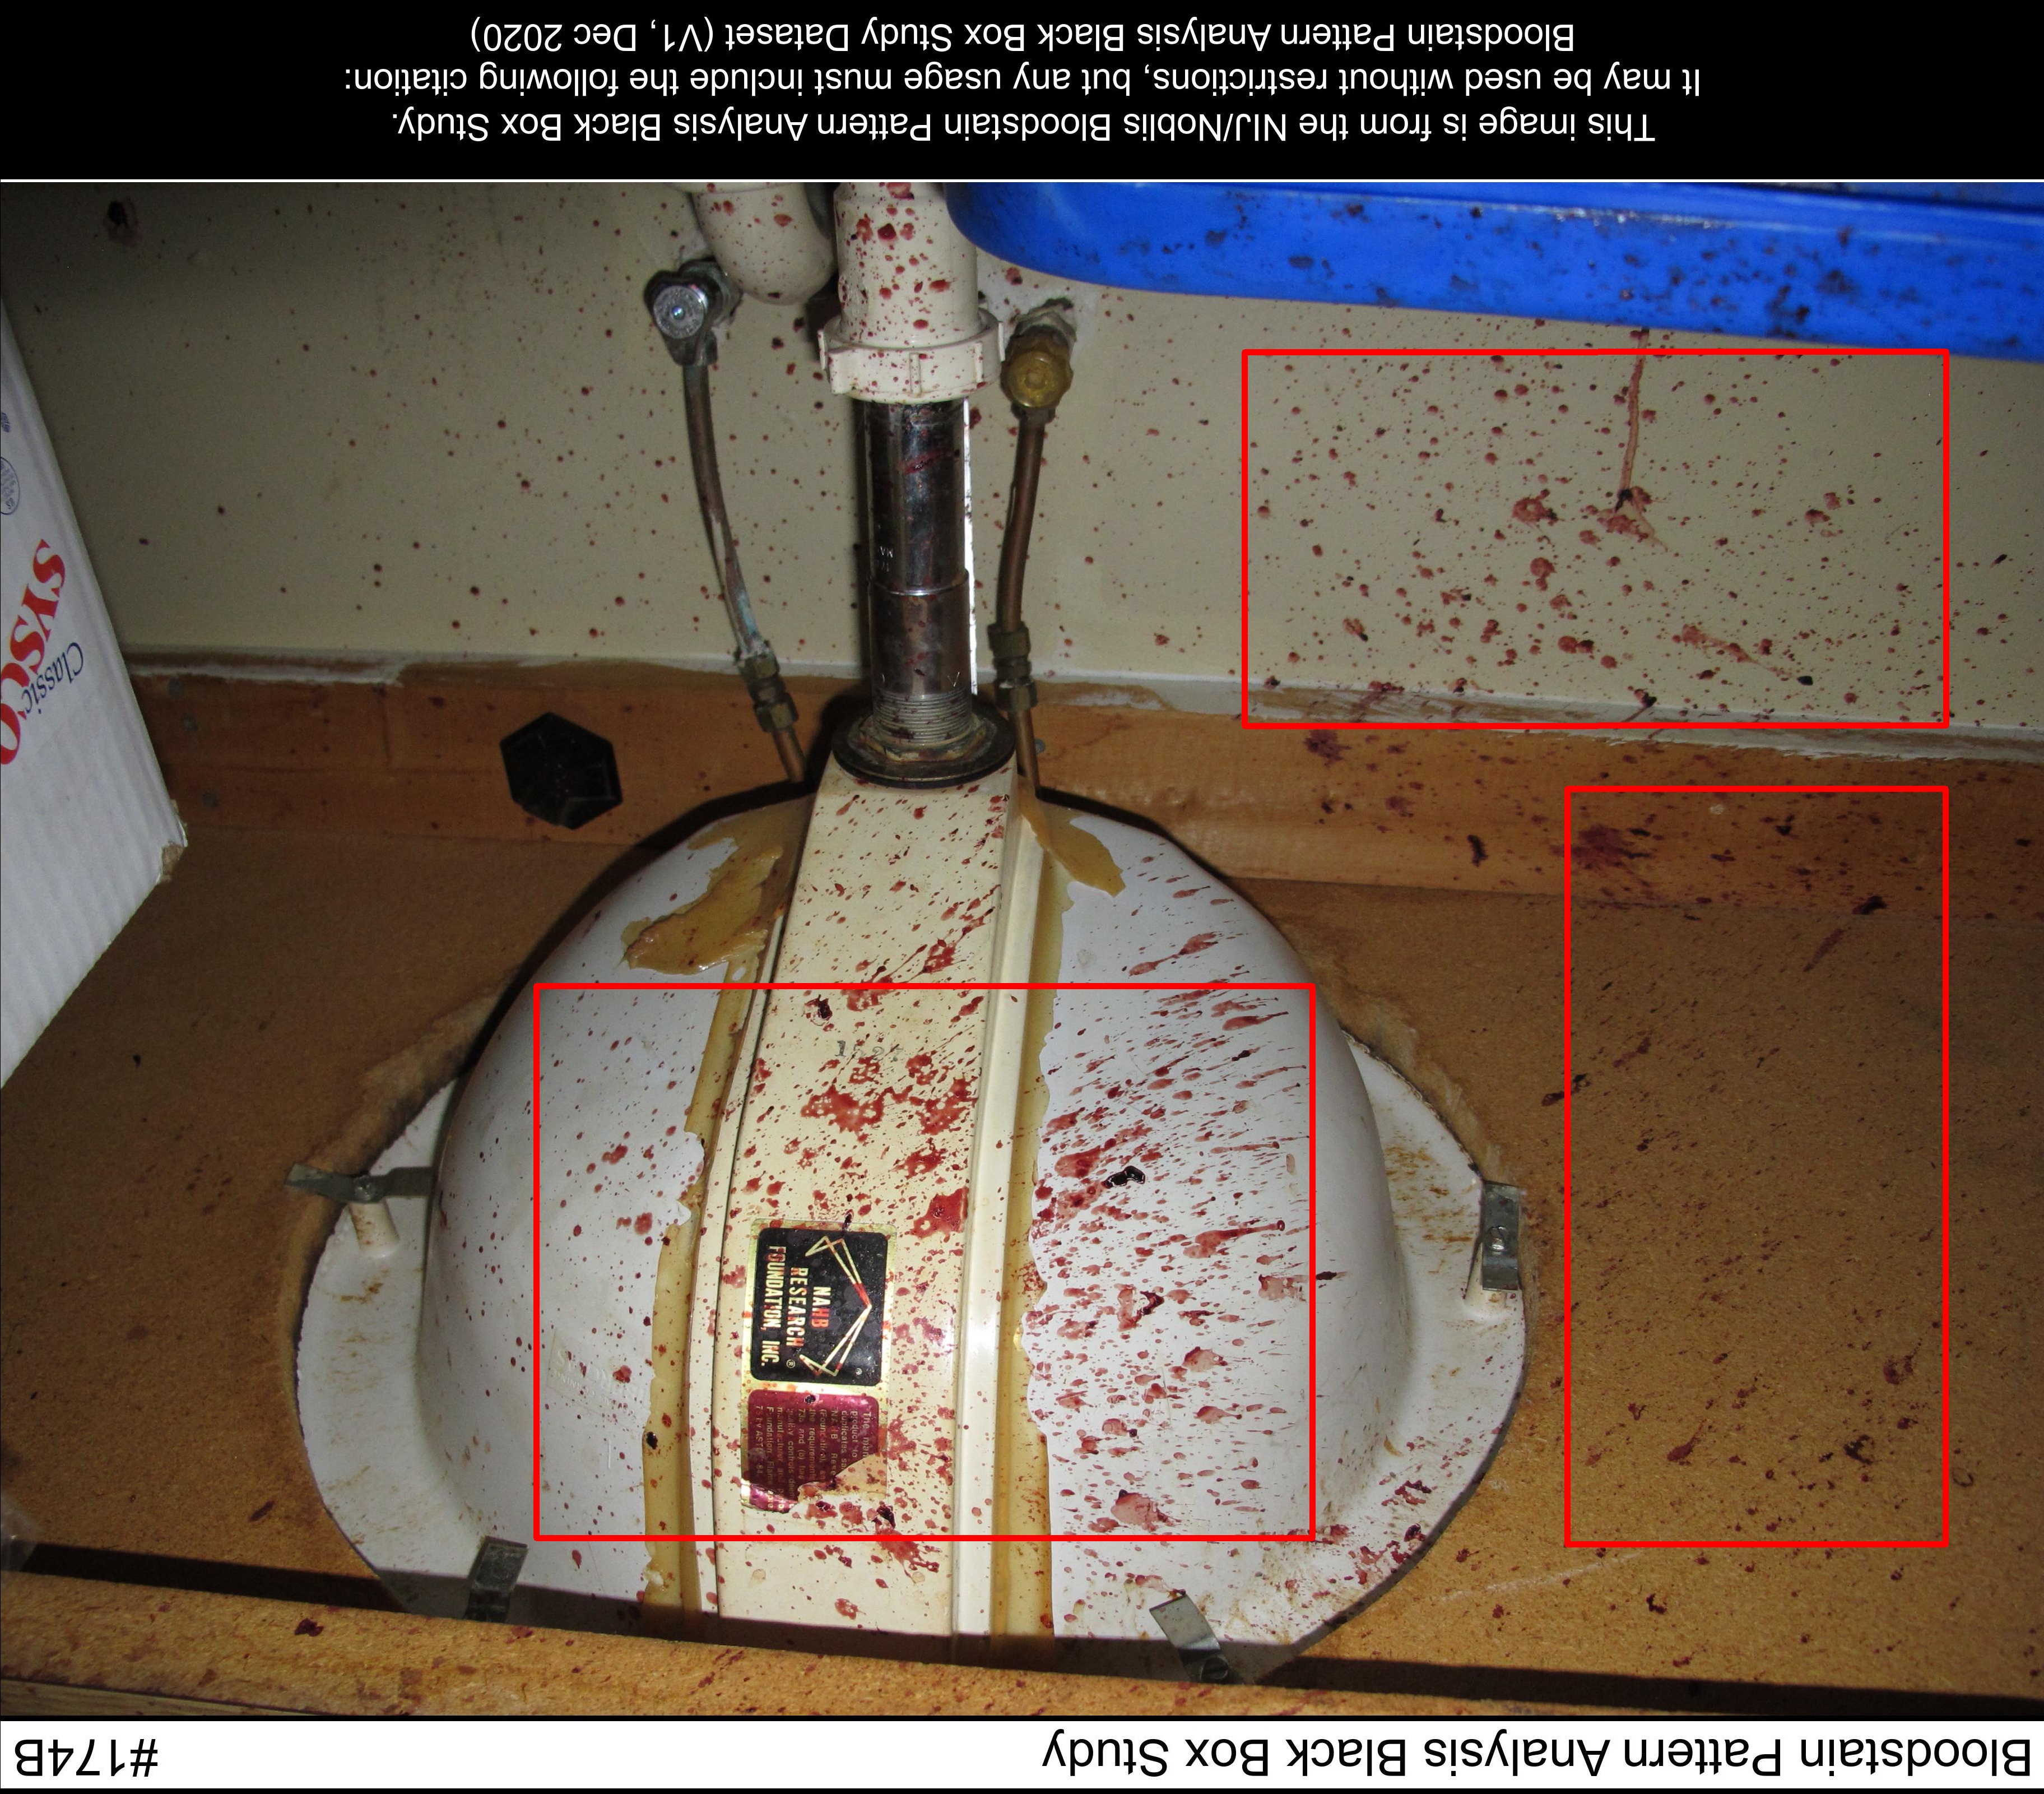 Bloodstain Pattern Analysis Black Box Study
#174B
NAHB
RESEARCH ®
FOUNDATION, INC.
Classic
sysco
This image is from the NIJ/Noblis Bloodstain Pattern Analysis Black Box Study.
It may be used without restrictions, but any usage must include the following citation:
Bloodstain Pattern Analysis Black Box Study Dataset (V1, Dec 2020)